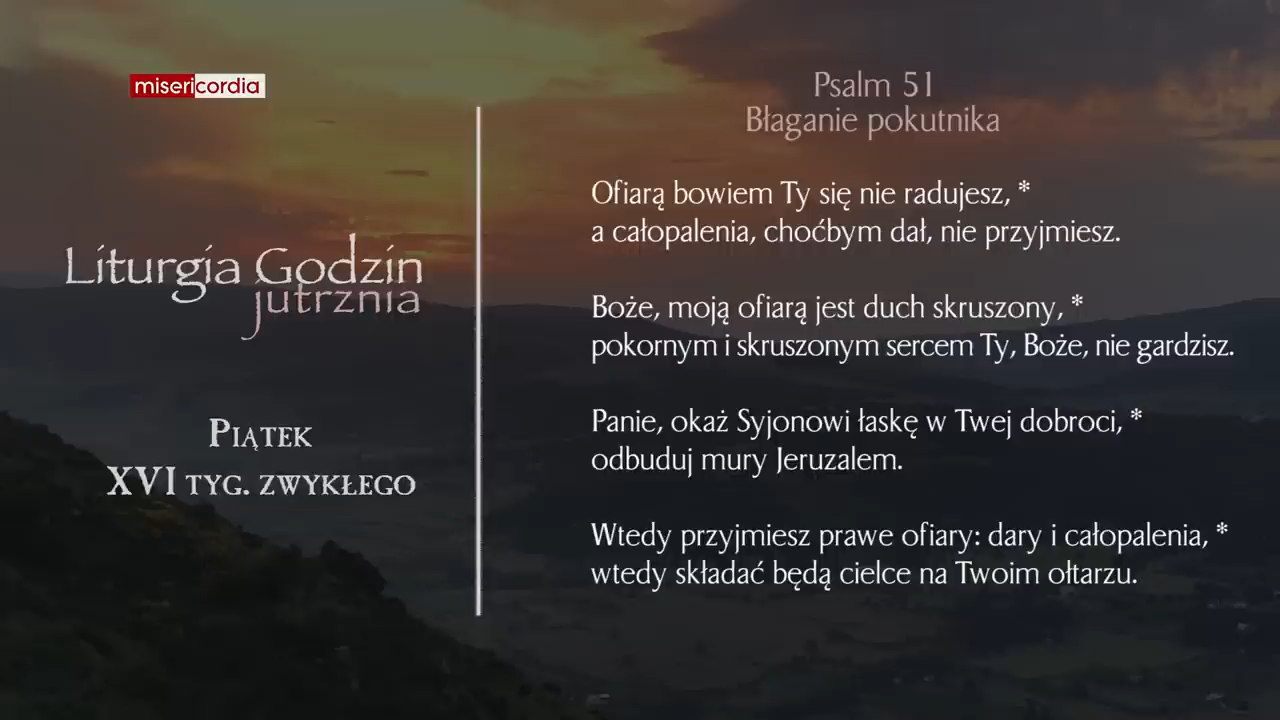 misericordia
Liturgia Godzin
jutrznia
Piątek
XVI tyg. zwykłego
Psalm 51
Błaganie pokutnika
Ofiarą bowiem Ty się nie radujesz, *
a całopalenia, choćbym dał, nie przyjmiesz.
Boże, moją ofiarą jest duch skruszony, *
pokornym i skruszonym sercem Ty, Boże, nie gardzisz.
Panie, okaż Syjonowi łaskę w Twej dobroci, *
odbuduj mury Jeruzalem.
Wtedy przyjmiesz prawe ofiary: dary i całopalenia, *
wtedy składać będą cielce na Twoim ołtarzu.